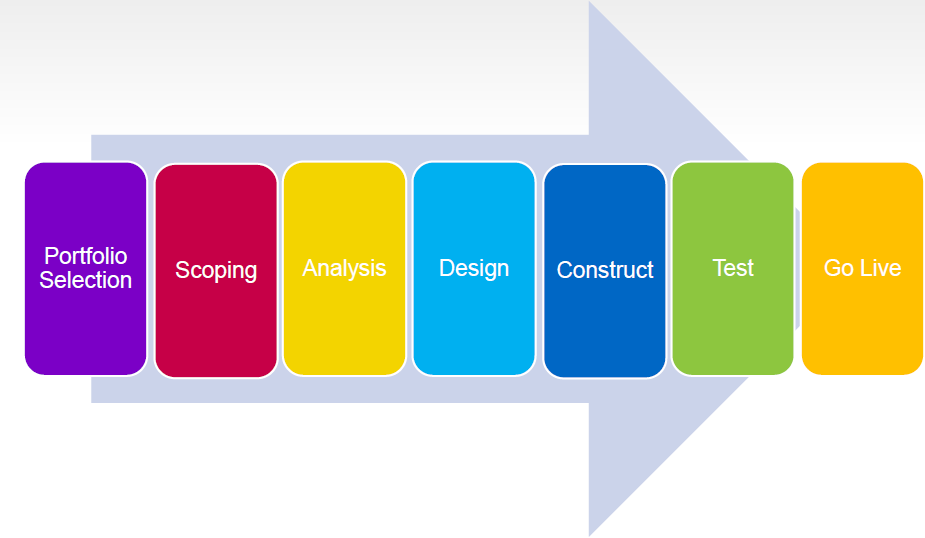 Portfolio
Selection
Scoping
Analysis
Design
Construct
Test
Go Live